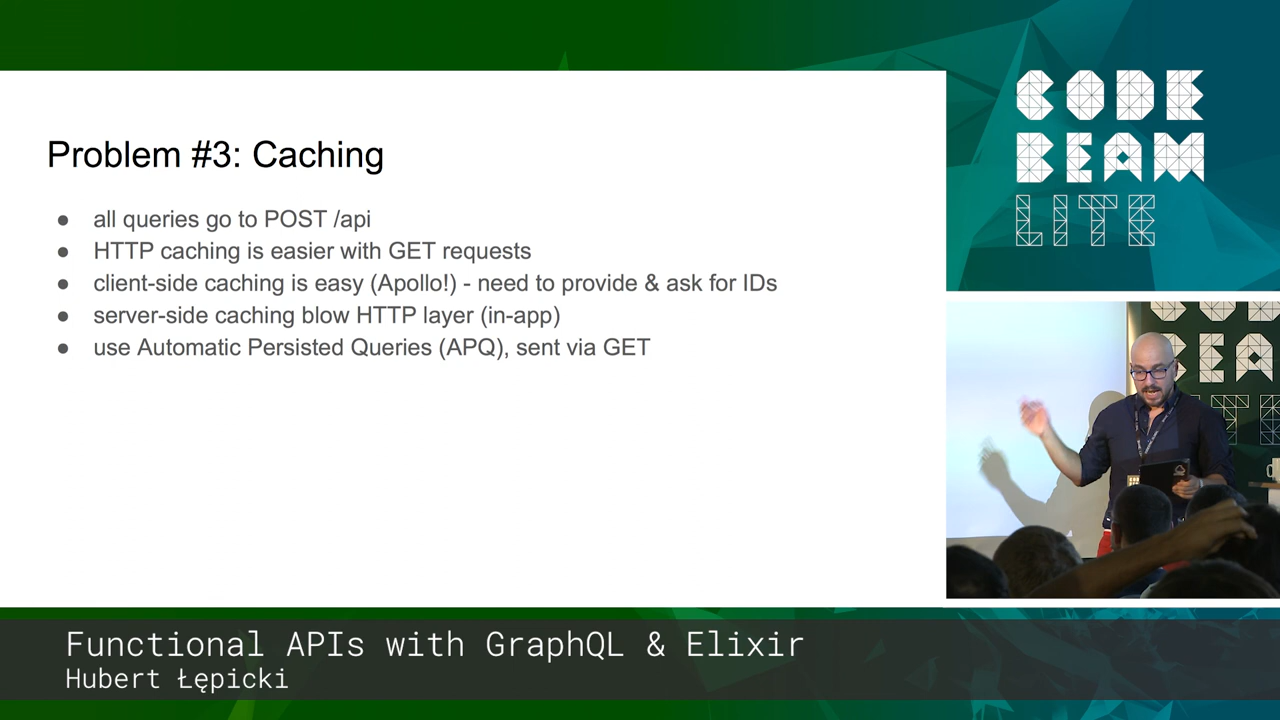 Problem #3: Caching
● all queries go to POST /api
● HTTP caching is easier with GET requests
● client-side caching is easy (Apollo!) - need to provide & ask for IDs
● server-side caching blow HTTP layer (in-app)
● use Automatic Persisted Queries (APQ), sent via GET
CODE
BEAM
LITE
Functional APIs with GraphQL & Elixir
Hubert Łępicki